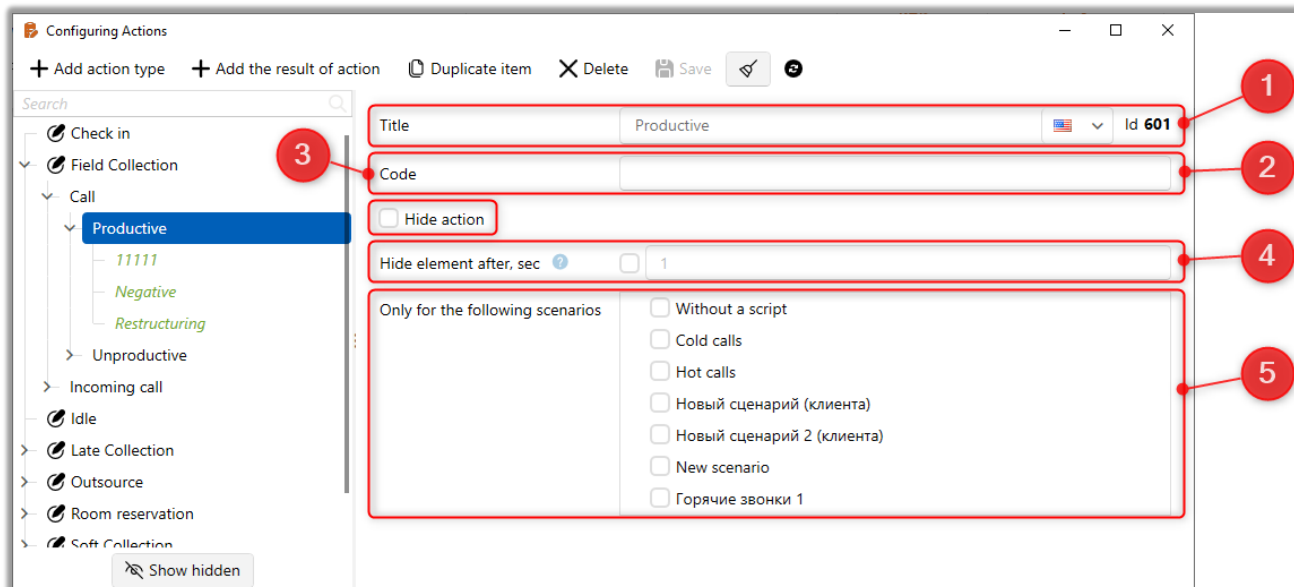 Configuring Actions
Add action type
Add the result of action
Duplicate item
Delete
Save
Search
Check in
Field Collection
Call
Productive
11111
Negative
Restructuring
Unproductive
Incoming call
Idle
Late Collection
Outsource
Room reservation
Soft Collection
Show hidden
Title
Productive
Id 601
1
Code
2
3
Hide action
Hide element after, sec
?
1
4
Only for the following scenarios
Without a script
Cold calls
Hot calls
Новый сценарий (клиента)
Новый сценарий 2 (клиента)
New scenario
Горячие звонки 1
5